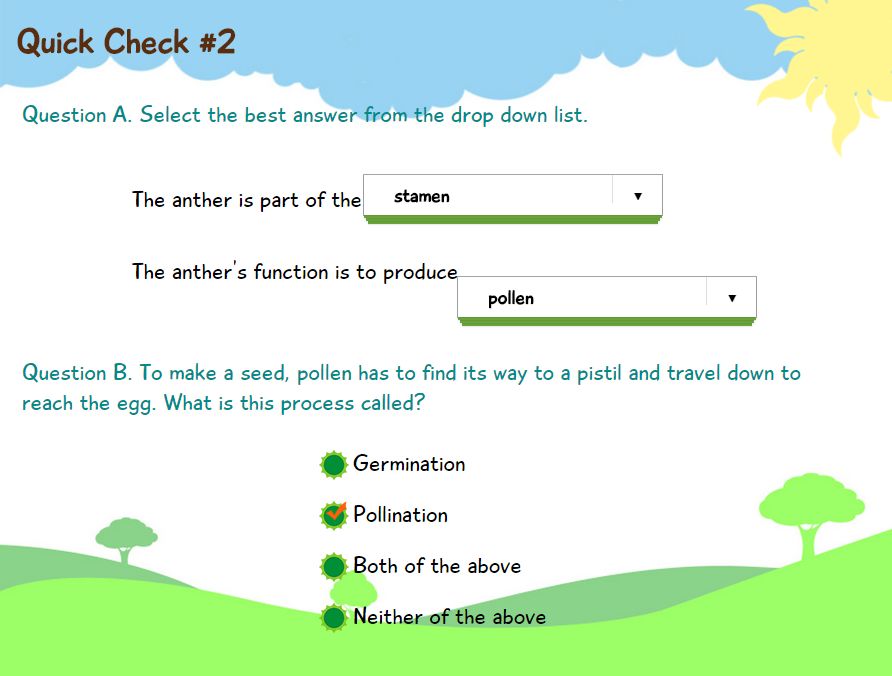 Quick Check #2
Question A. Select the best answer from the drop down list.
The anther is part of the stamen
The anther's function is to produce
pollen
Question B. To make a seed, pollen has to find its way to a pistil and travel down to
reach the egg. What is this process called?
Germination
Pollination
Both of the above
Neither of the above